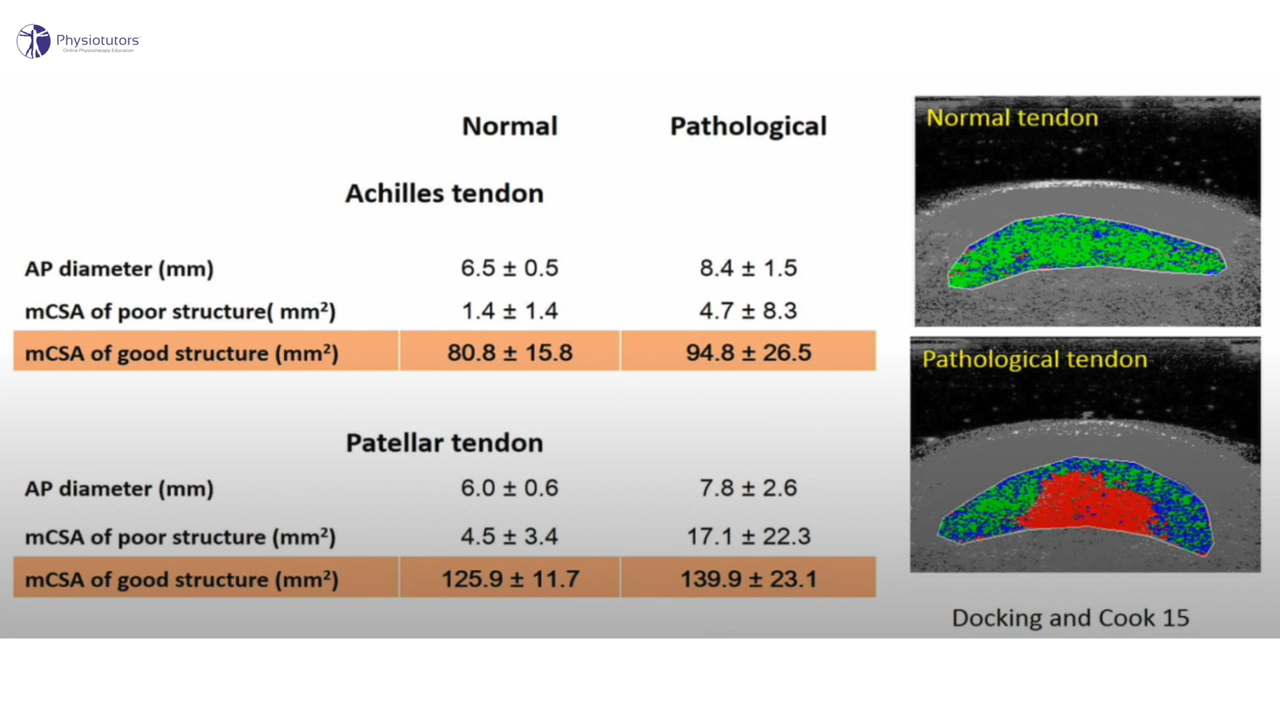 Physiotutors
Online Physiotherapy Education
Normal Pathological
Achilles tendon
AP diameter (mm) 6.5 ± 0.5 8.4 ± 1.5
mCSA of poor structure( mm²) 1.4 ± 1.4 4.7 ± 8.3
mCSA of good structure (mm²) 80.8 ± 15.8 94.8 ± 26.5
Patellar tendon
AP diameter (mm) 6.0 ± 0.6 7.8 ± 2.6
mCSA of poor structure (mm²) 4.5 ± 3.4 17.1 ± 22.3
mCSA of good structure (mm²) 125.9 ± 11.7 139.9 ± 23.1
Normal tendon
Pathological tendon
Docking and Cook 15